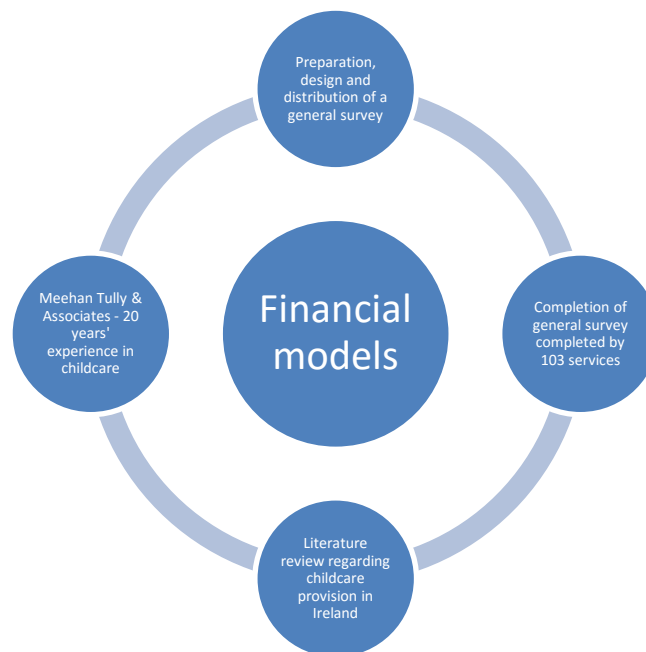 Preparation,
design and
distribution of a
general survey
Meehan Tully &
Associates - 20
years'
experience in
childcare
Financial
models
Completion of
general survey
completed by
103 services
Literature
review regarding
childcare
provision in
Ireland